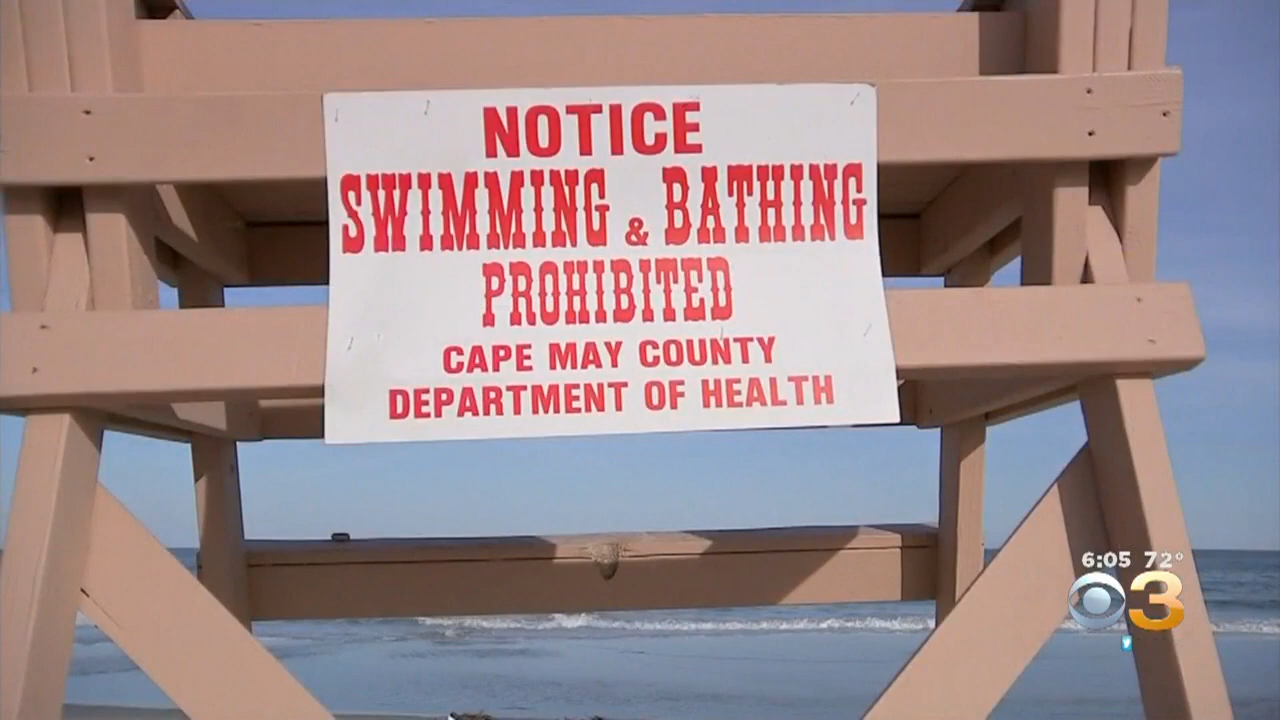 NOTICE
SWIMMING & BATHING
PROHIBITED
CAPE MAY COUNTY
DEPARTMENT OF HEALTH
6:05 72°
3